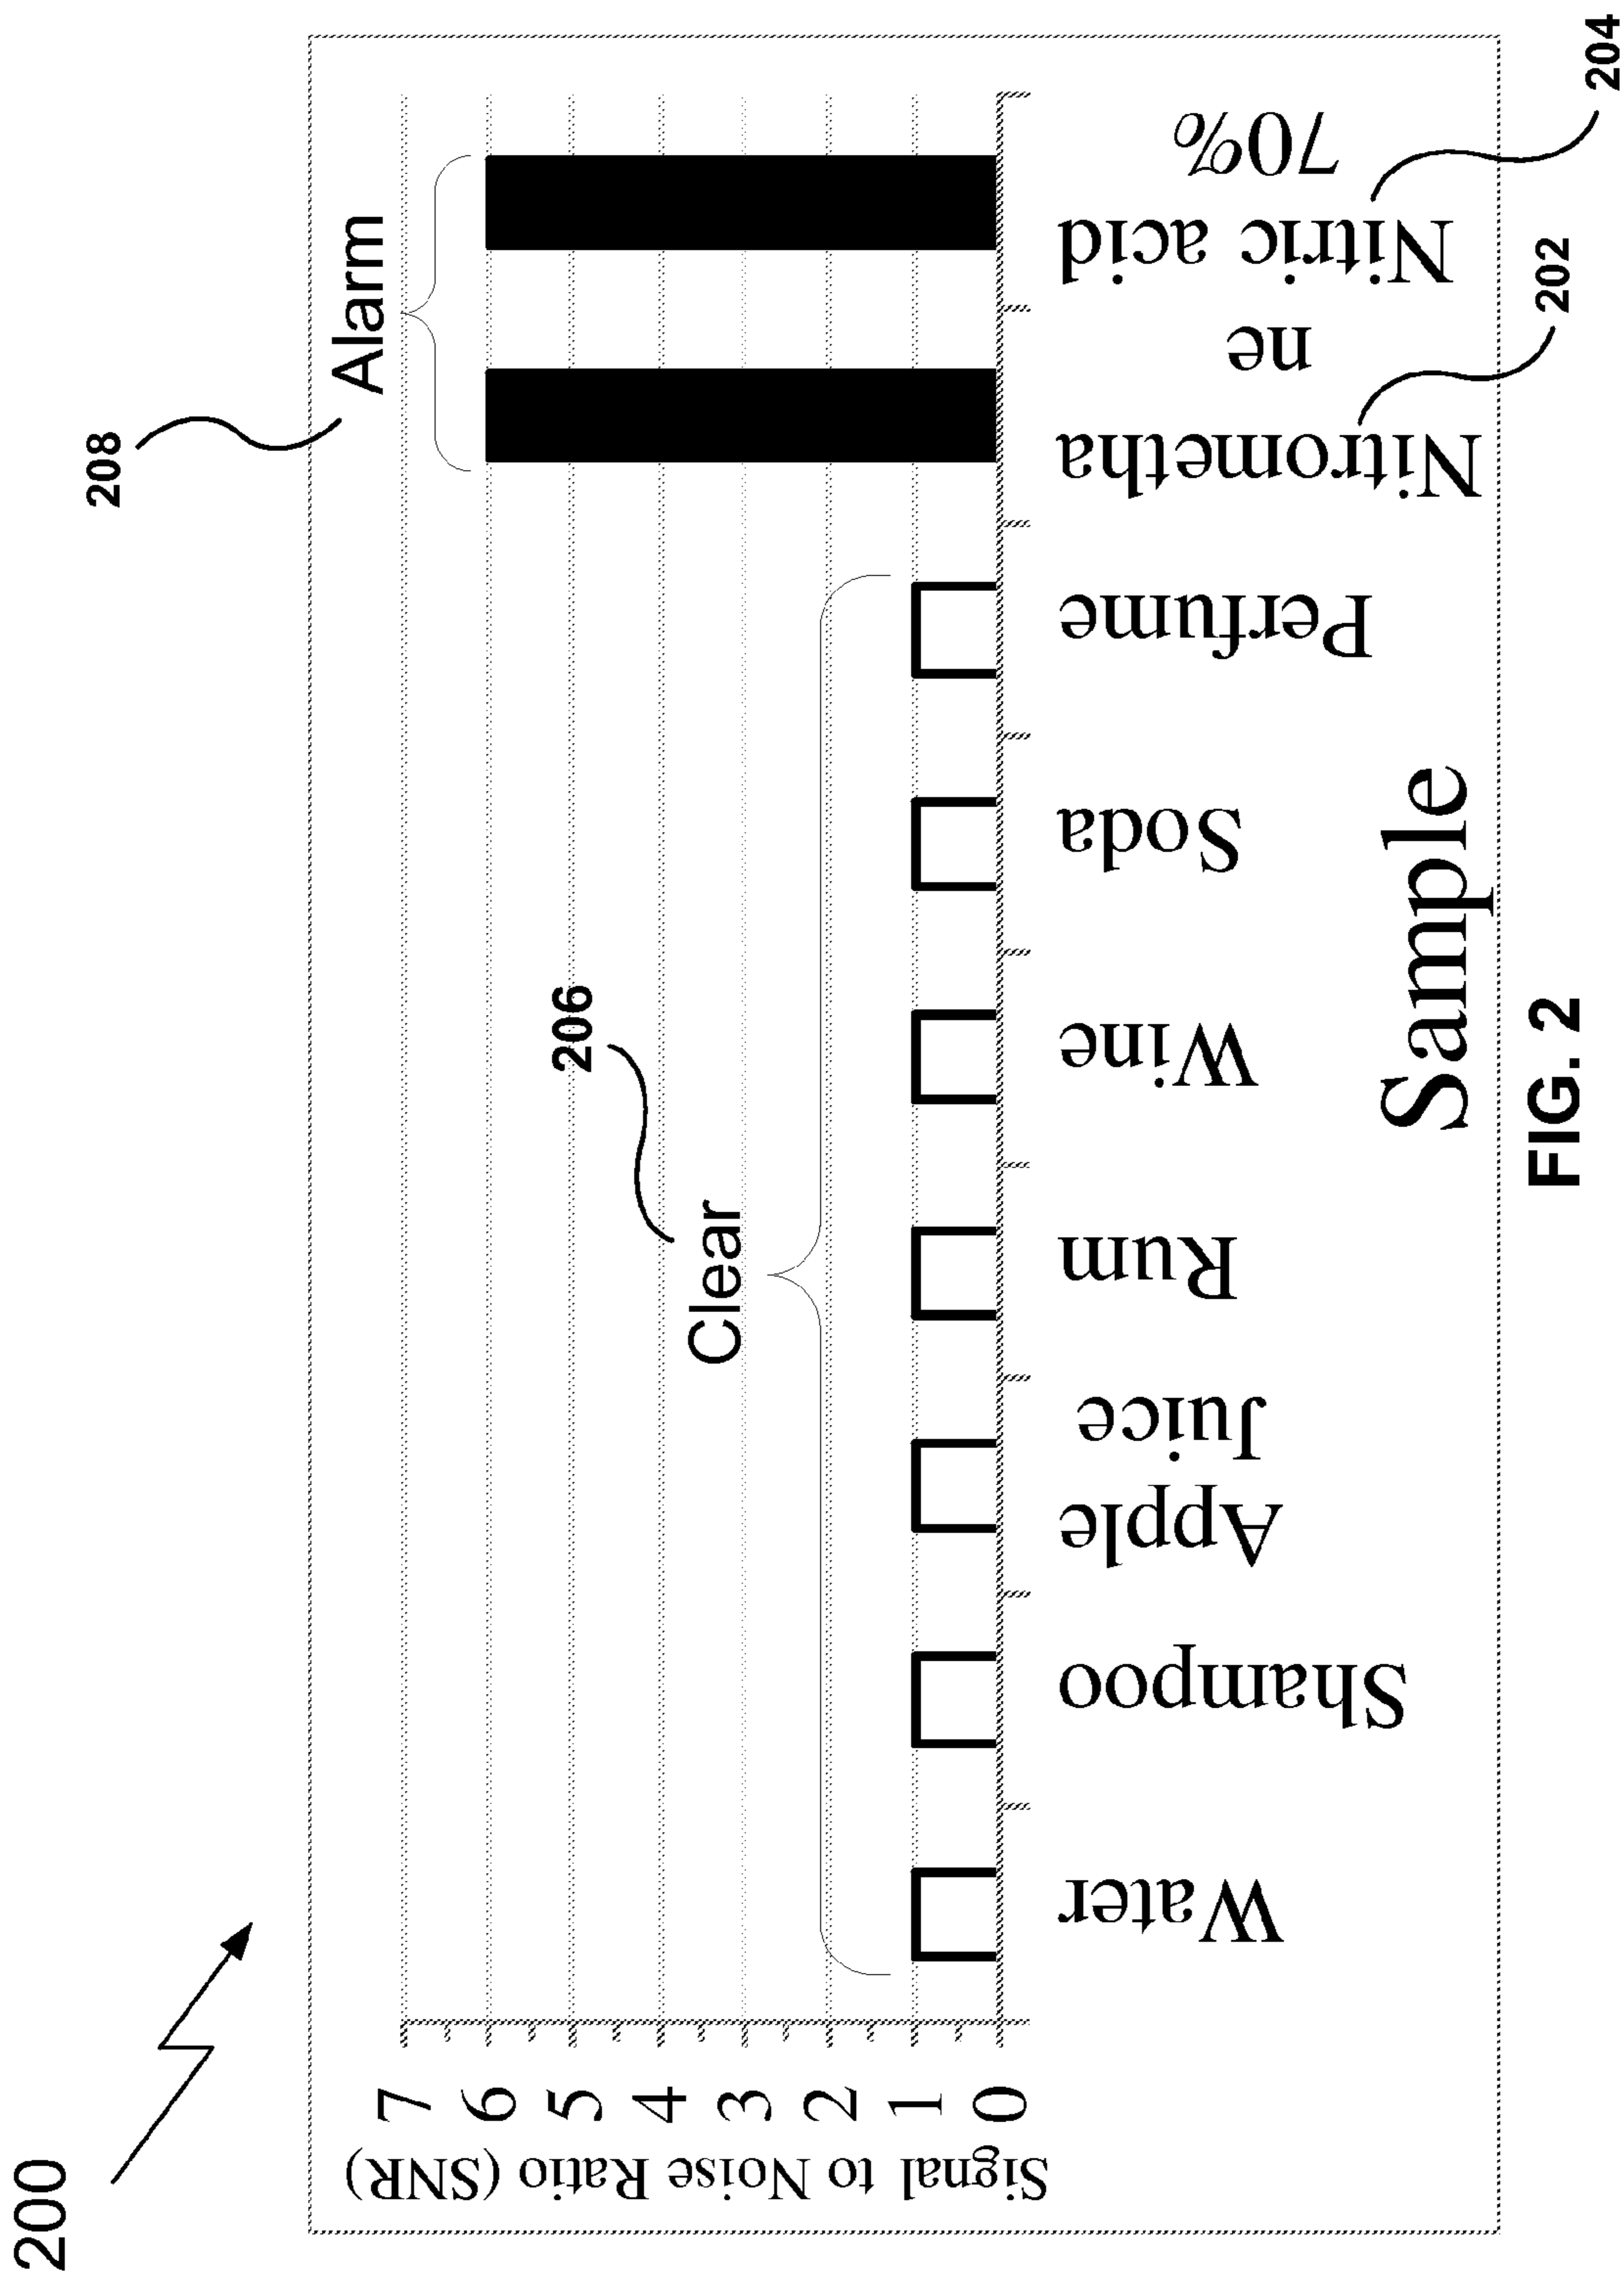 200
208
Alarm
206
Clear
Signal to Noise Ratio (SNR)
7
6
5
4
3
2
1
0
Water
Shampoo
Apple
Juice
Rum
Wine
Soda
Perfume
Nitrometha
ne
Nitric acid
70%
202
204
Sample
FIG. 2